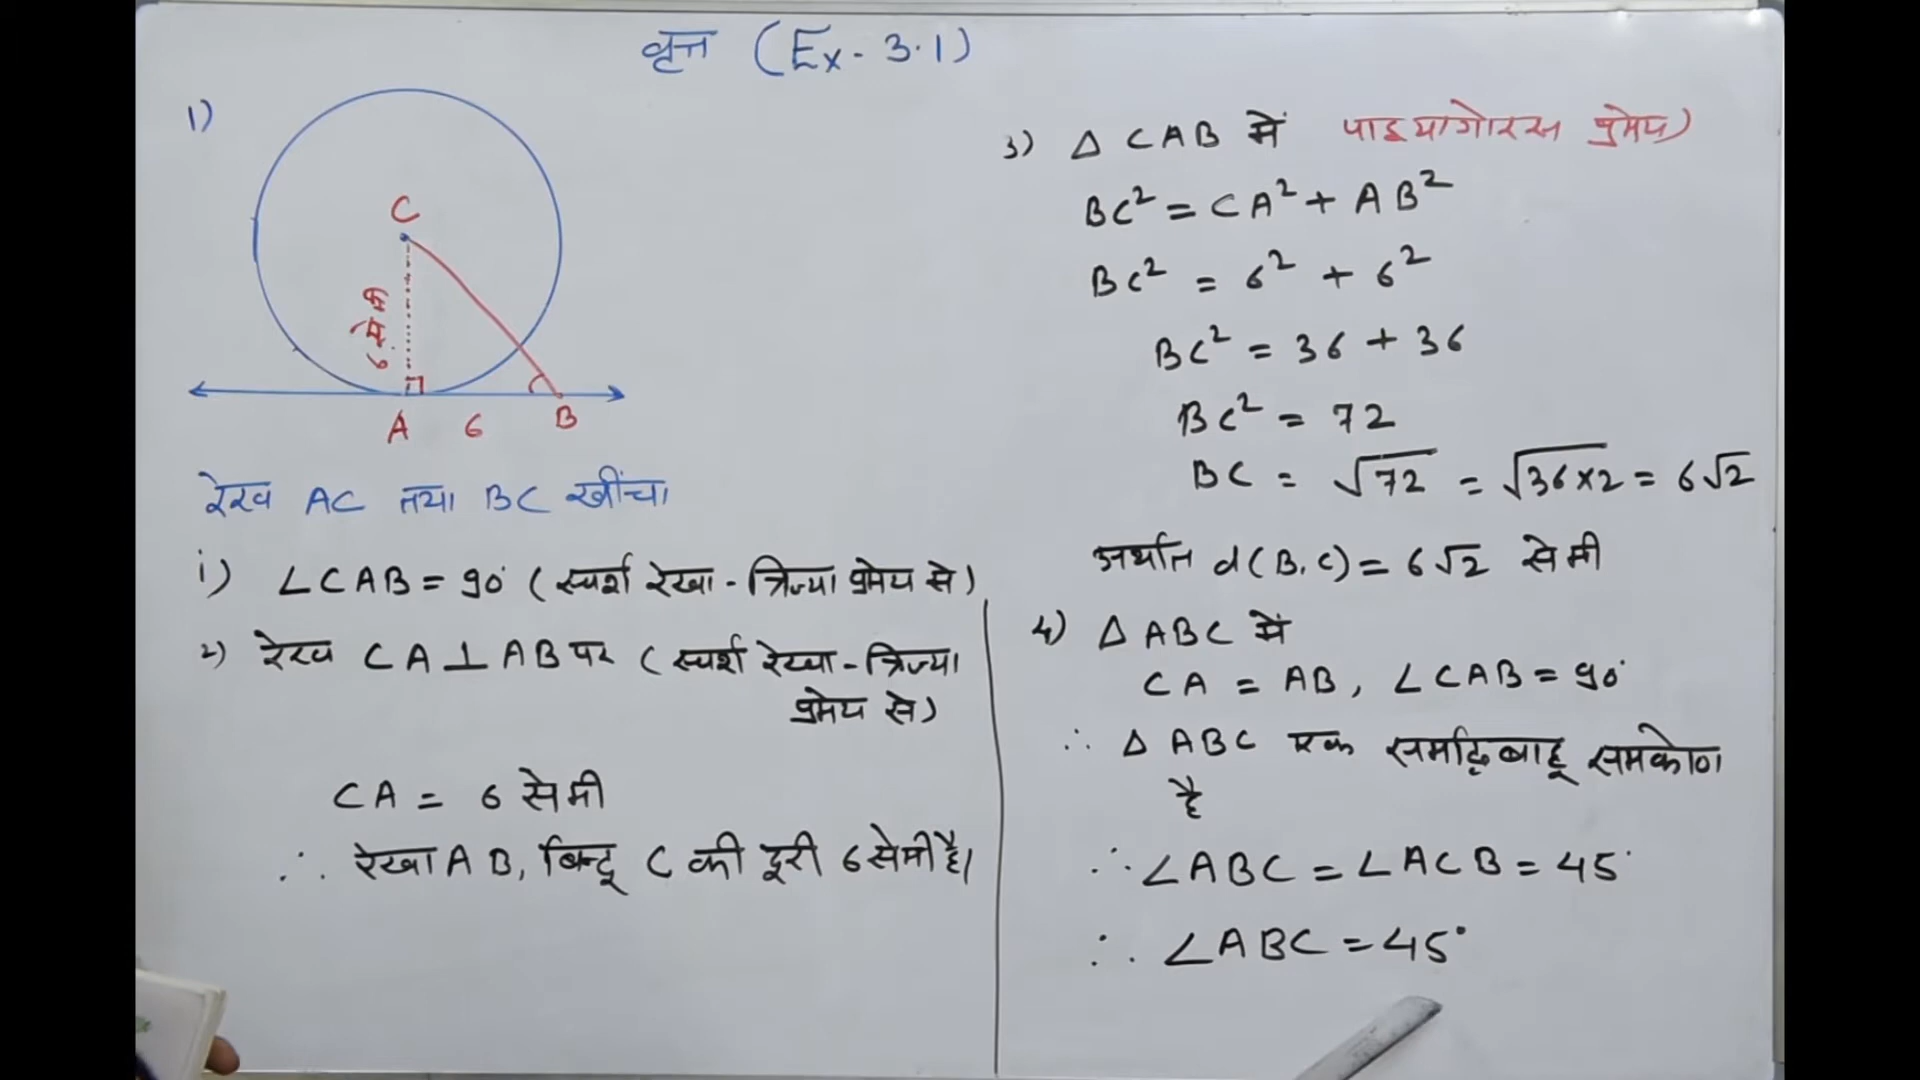 वृत्त (Ex- 3.1)
1)
C
6 सेमी
A 6 B
रेख AC तथा BC खींचा
i) ∠CAB = 90° (स्पर्श रेखा - त्रिज्या प्रमेय से)
2) रेख CA ⊥ AB पर (स्पर्श रेखा - त्रिज्या
प्रमेय से)
CA = 6 सेमी
∴ रेखा AB, बिन्दू C की दूरी 6 सेमी है।
3) △ CAB में पाइथागोरस प्रमेय)
BC² = CA² + AB²
BC² = 6² + 6²
BC² = 36 + 36
BC² = 72
BC = √72 = √36×2 = 6√2
अर्थात d(B,C) = 6√2 सेमी
4) △ ABC में
CA = AB, ∠CAB = 90°
∴ △ ABC एक समद्विबाहू समकोण
है
∴ ∠ABC = ∠ACB = 45°
∴ ∠ABC = 45°